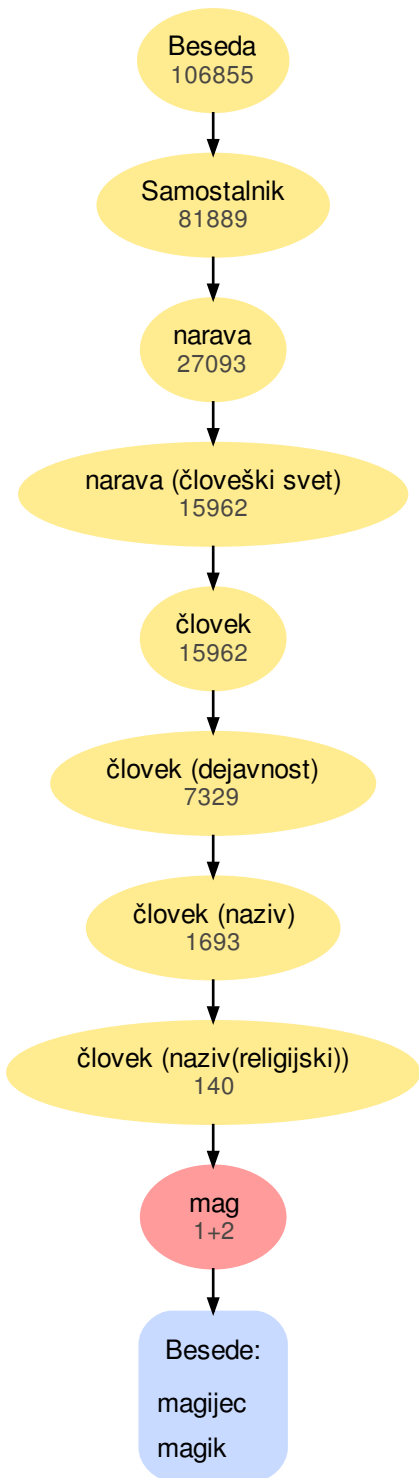 Beseda
106855
Samostalnik
81889
narava
27093
narava (človeški svet)
15962
človek
15962
človek (dejavnost)
7329
človek (naziv)
1693
človek (naziv(religijski))
140
mag
1+2
Besede:
magijec
magik